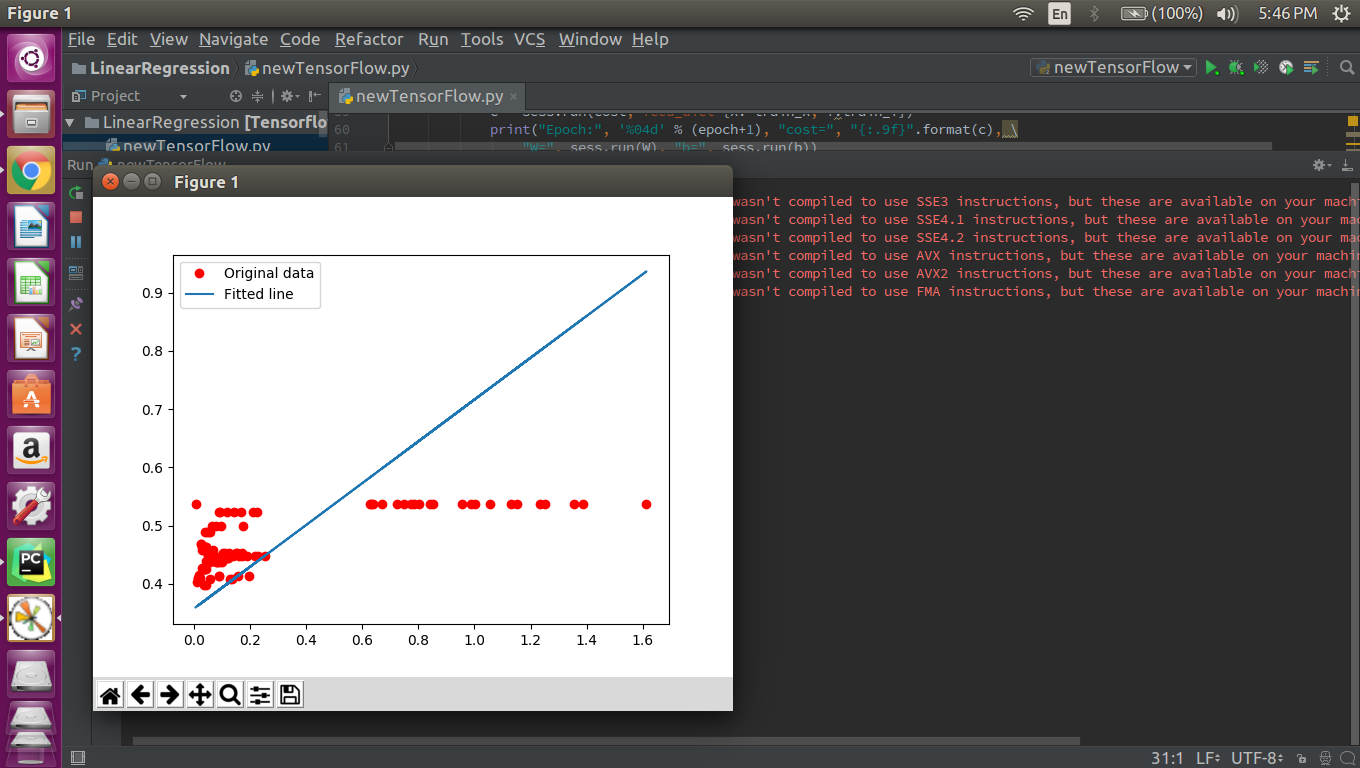 Figure 1
En
(100%)
5:46 PM
File Edit View Navigate Code Refactor Run Tools VCS Window Help
LinearRegression
newTensorFlow.py
newTensorFlow
Project
newTensorFlow.py
LinearRegression [Tensorflo
newTensorFlow.py
60 print("Epoch:", '%04d' % (epoch+1), "cost=", "{:.9f}".format(c), \
61 "W=", sess.run(W), "b=", sess.run(b))
Run newTensorFlow
Figure 1
wasn't compiled to use SSE3 instructions, but these are available on your machi
wasn't compiled to use SSE4.1 instructions, but these are available on your mac
wasn't compiled to use SSE4.2 instructions, but these are available on your mac
wasn't compiled to use AVX instructions, but these are available on your machin
wasn't compiled to use AVX2 instructions, but these are available on your machi
wasn't compiled to use FMA instructions, but these are available on your machin
Original data
Fitted line
0.9
0.8
0.7
0.6
0.5
0.4
0.0 0.2 0.4 0.6 0.8 1.0 1.2 1.4 1.6
PC
31:1 LF UTF-8